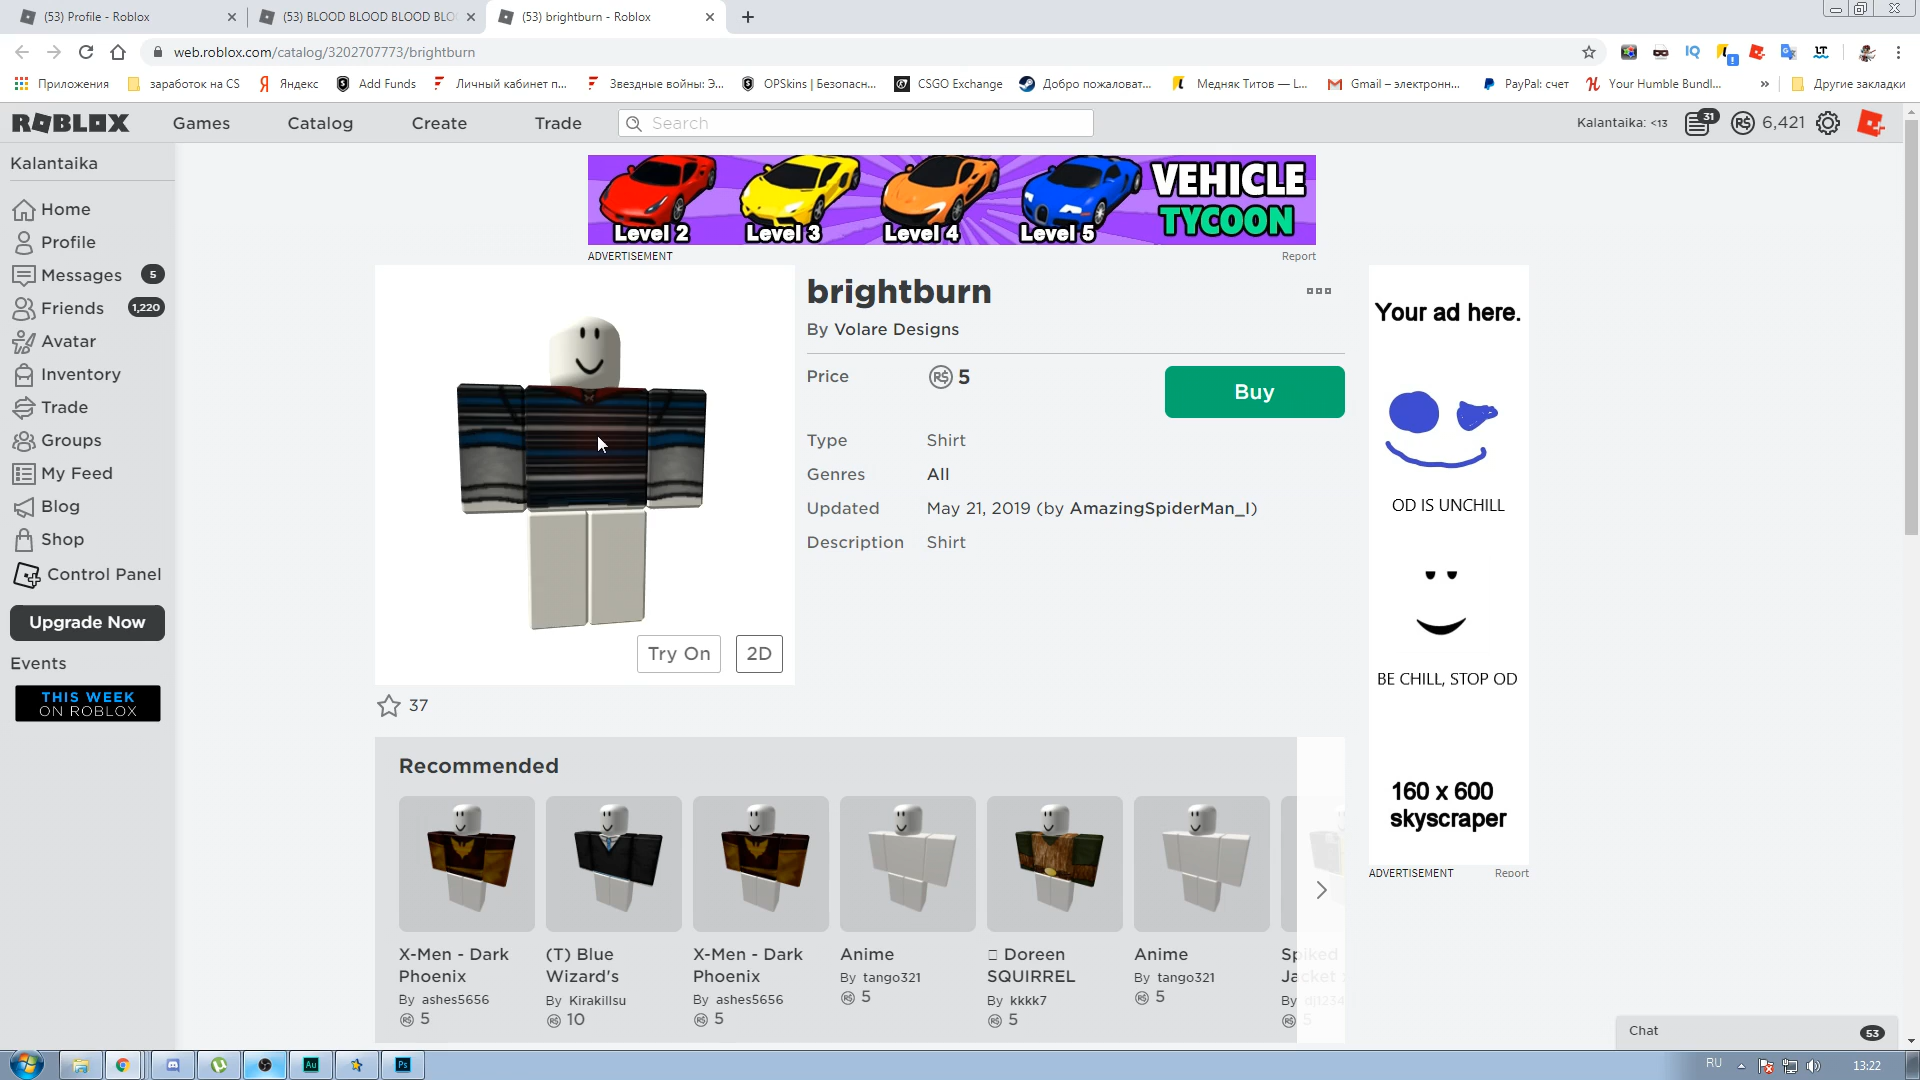 (53) Profile - Roblox
(53) BLOOD BLOOD BLOOD BLO
(53) brightburn - Roblox
web.roblox.com/catalog/3202707773/brightburn
Приложения
заработок на CS
Яндекс
Add Funds
Личный кабинет п...
Звездные войны: Э...
OPSkins | Безопасн...
CSGO Exchange
Добро пожаловат...
Медняк Титов — L...
Gmail – электронн...
PayPal: счет
Your Humble Bundl...
Другие закладки
ROBLOX
Games
Catalog
Create
Trade
Search
Kalantaika: <13
31
6,421
Kalantaika
Home
Profile
Messages 5
Friends 1,220
Avatar
Inventory
Trade
Groups
My Feed
Blog
Shop
Control Panel
Upgrade Now
Events
THIS WEEK
ON ROBLOX
Level 2
Level 3
Level 4
Level 5
VEHICLE
TYCOON
ADVERTISEMENT
Report
brightburn
By Volare Designs
Price
5
Buy
Type
Shirt
Genres
All
Updated
May 21, 2019 (by AmazingSpiderMan_I)
Description
Shirt
Try On
2D
37
Your ad here.
OD IS UNCHILL
BE CHILL, STOP OD
160 x 600
skyscraper
ADVERTISEMENT
Report
Recommended
X-Men - Dark
Phoenix
By ashes5656
5
(T) Blue
Wizard's
By Kirakillsu
10
X-Men - Dark
Phoenix
By ashes5656
5
Anime
By tango321
5
Doreen
SQUIRREL
By kkkk7
5
Anime
By tango321
5
Spiked
Jacket
By dj1234
5
Chat
53
RU
13:22